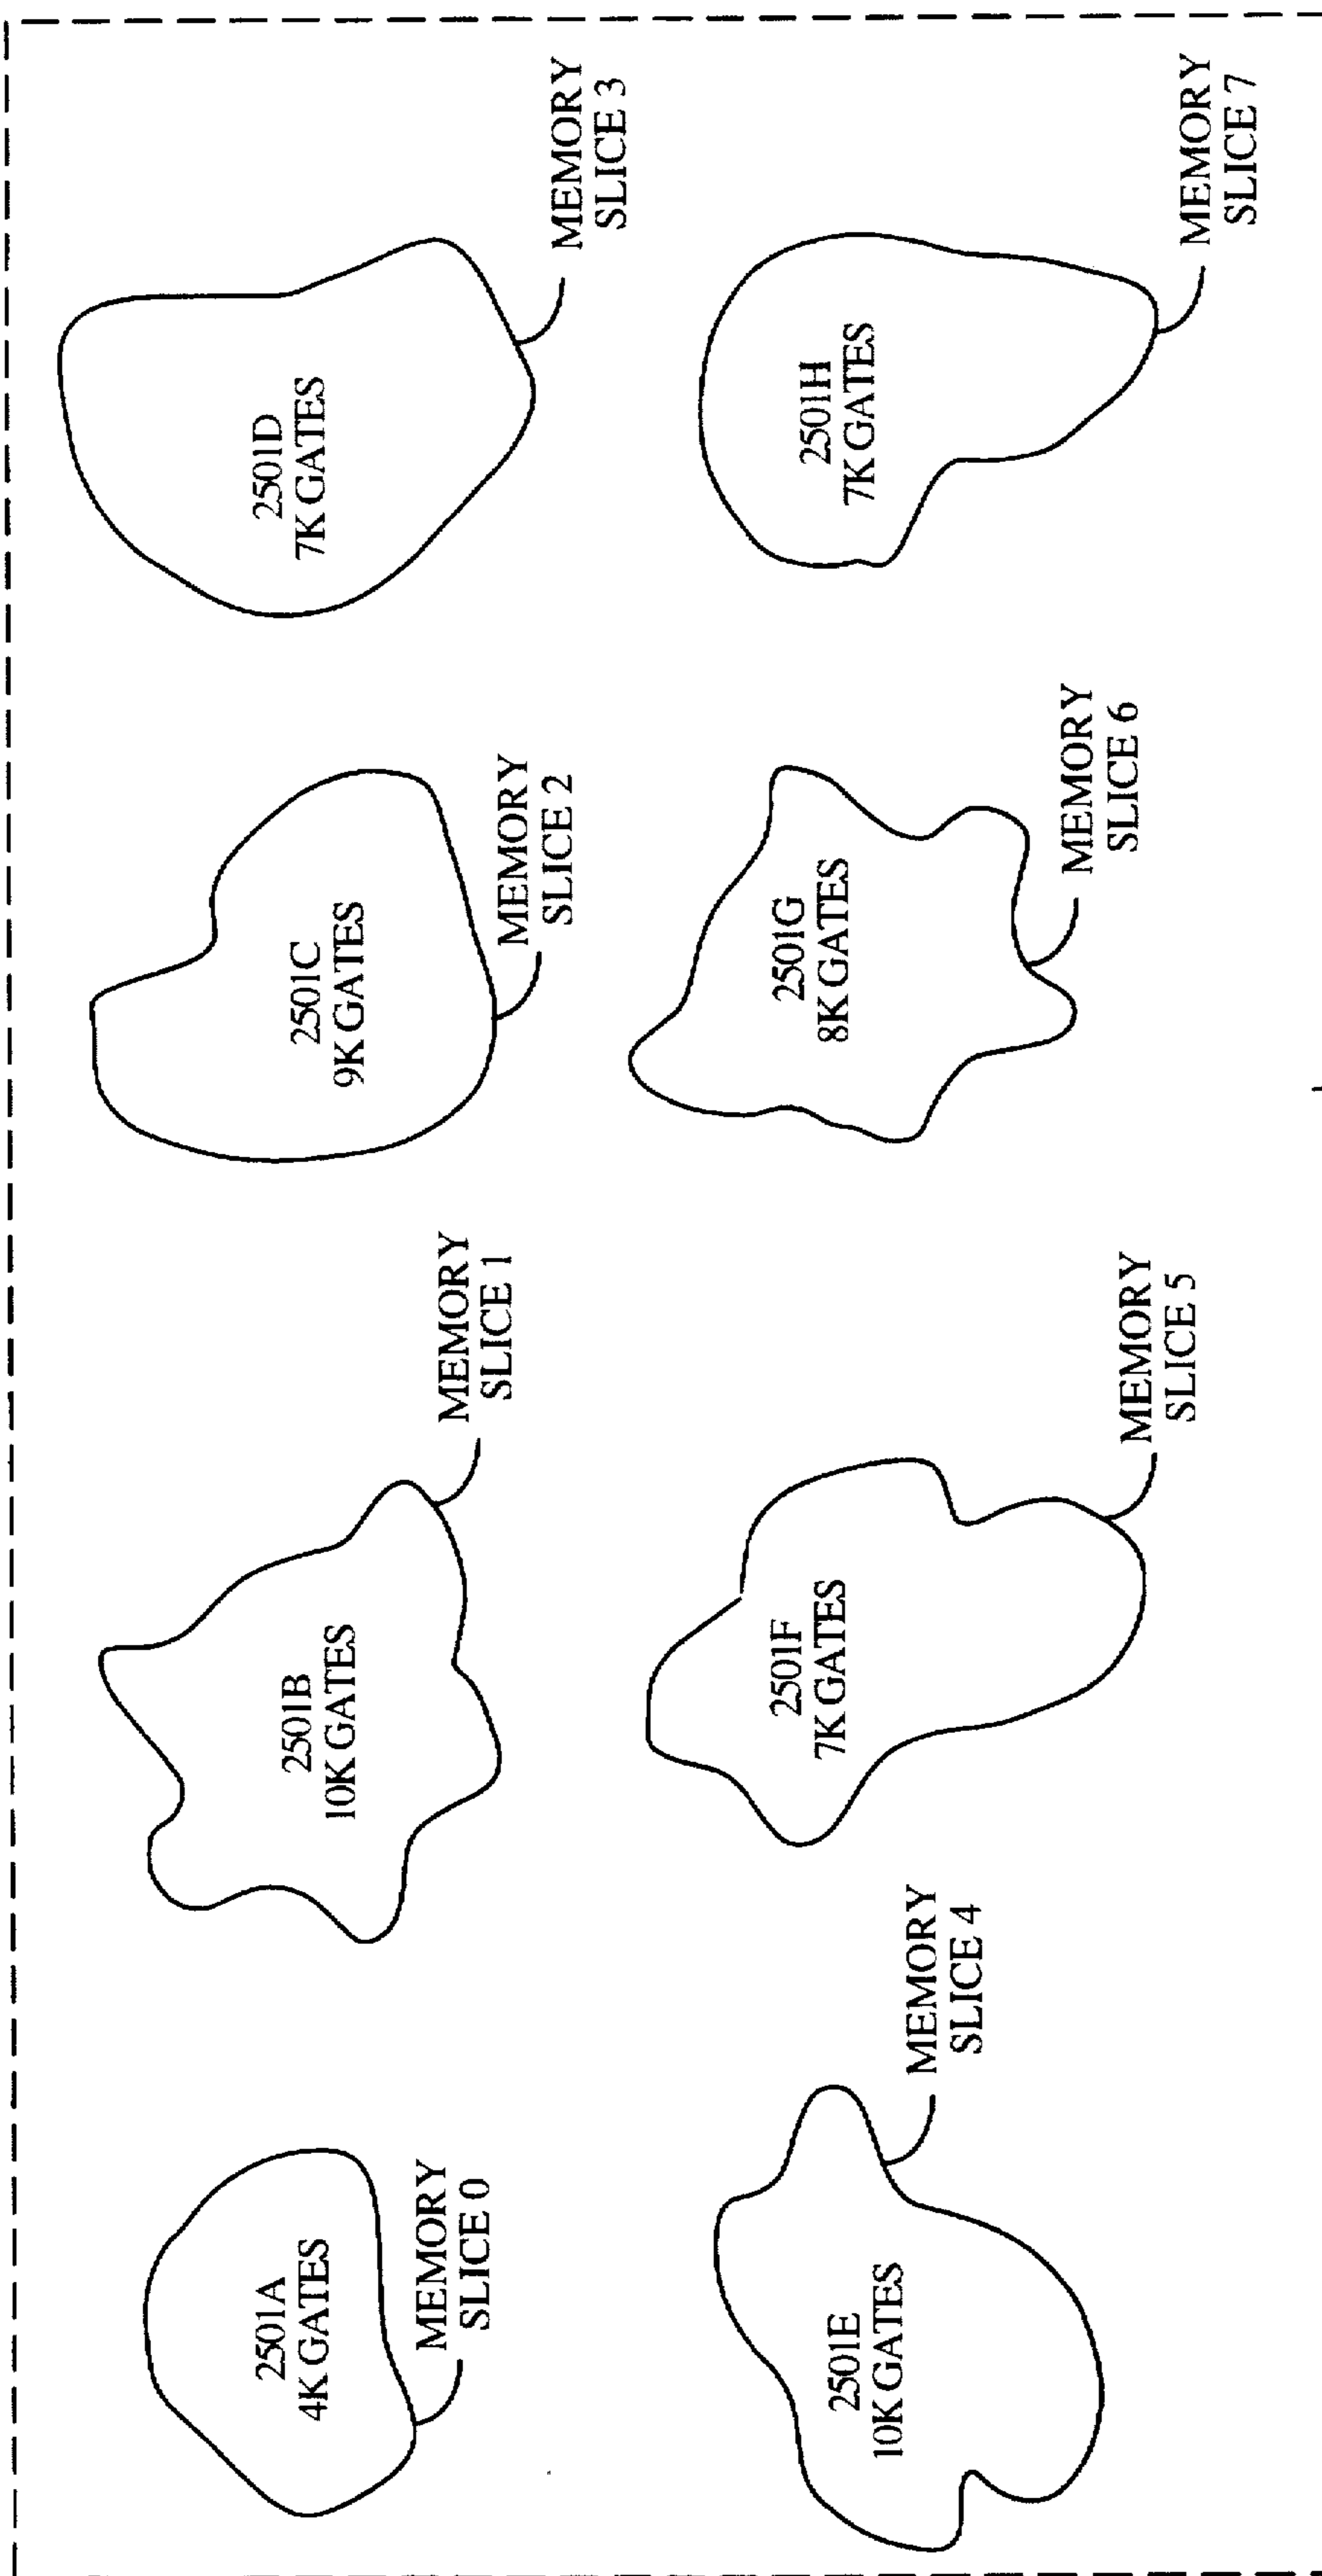 2501A
4K GATES
MEMORY
SLICE 0
2501B
10K GATES
MEMORY
SLICE 1
2501C
9K GATES
MEMORY
SLICE 2
2501D
7K GATES
MEMORY
SLICE 3
2501E
10K GATES
MEMORY
SLICE 4
2501F
7K GATES
MEMORY
SLICE 5
2501G
8K GATES
MEMORY
SLICE 6
2501H
7K GATES
MEMORY
SLICE 7